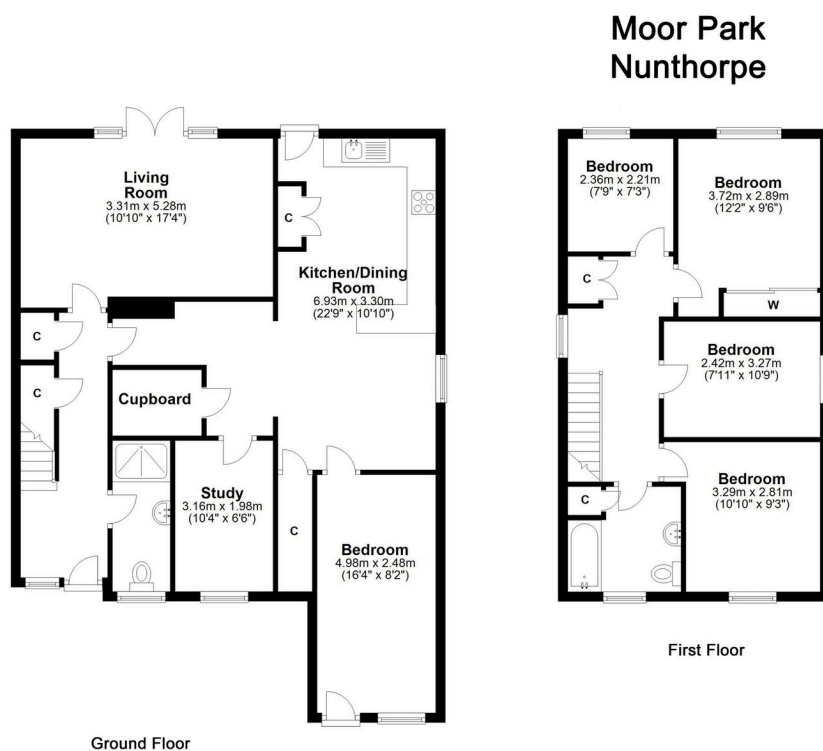 Moor Park
Nunthorpe
Living
Room
3.31m x 5.28m
(10'10" x 17'4")
C
Kitchen/Dining
Room
6.93m x 3.30m
(22'9" x 10'10")
C
C
Cupboard
Study
3.16m x 1.98m
(10'4" x 6'6")
C
Bedroom
4.98m x 2.48m
(16'4" x 8'2")
Ground Floor
Bedroom
2.36m x 2.21m
(7'9" x 7'3")
Bedroom
3.72m x 2.89m
(12'2" x 9'6")
C
W
Bedroom
2.42m x 3.27m
(7'11" x 10'9")
Bedroom
3.29m x 2.81m
(10'10" x 9'3")
C
First Floor